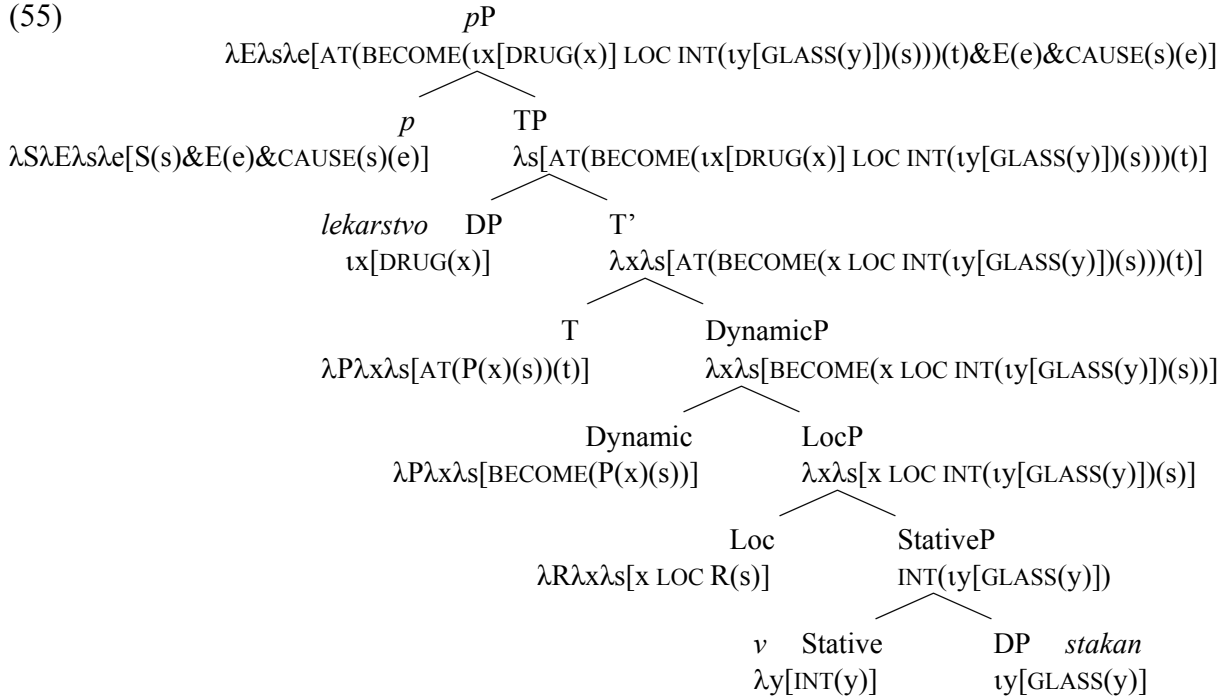 (55) pP
λEλsλe[AT(BECOME(ιx[DRUG(x)] LOC INT(ιy[GLASS(y)])(s)))(t)&E(e)&CAUSE(s)(e)]
p TP
λSλEλsλe[S(s)&E(e)&CAUSE(s)(e)] λs[AT(BECOME(ιx[DRUG(x)] LOC INT(ιy[GLASS(y)])(s)))(t)]
lekarstvo DP T’
ιx[DRUG(x)] λxλs[AT(BECOME(x LOC INT(ιy[GLASS(y)])(s)))(t)]
T DynamicP
λPλxλs[AT(P(x)(s))(t)] λxλs[BECOME(x LOC INT(ιy[GLASS(y)])(s))]
Dynamic LocP
λPλxλs[BECOME(P(x)(s))] λxλs[x LOC INT(ιy[GLASS(y)])(s)]
Loc StativeP
λRλxλs[x LOC R(s)] INT(ιy[GLASS(y)])
v Stative DP stakan
λy[INT(y)] ιy[GLASS(y)]